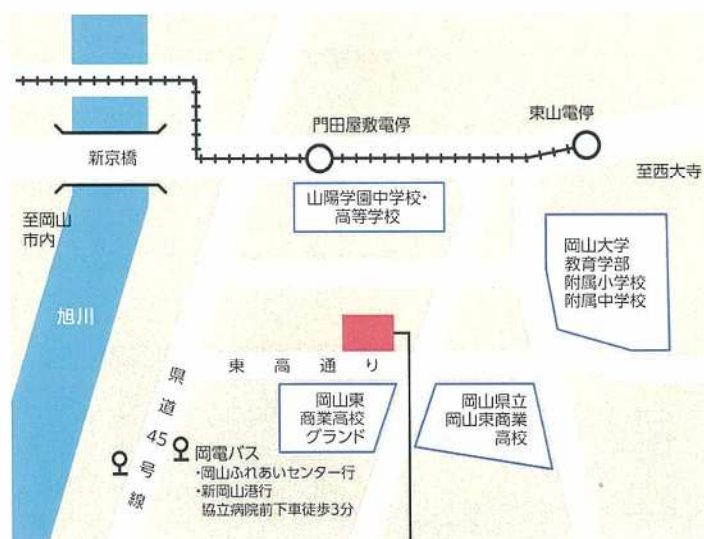 東山電停
門田屋敷電停
新京橋
至西大寺
山陽学園中学校・
高等学校
至岡山
市内
岡山大学
教育学部
附属小学校
附属中学校
旭川
東高通り
県道45号線
岡山東
商業高校
グランド
岡山県立
岡山東商業
高校
岡電バス
・岡山ふれあいセンター行
・新岡山港行
協立病院前下車徒歩3分